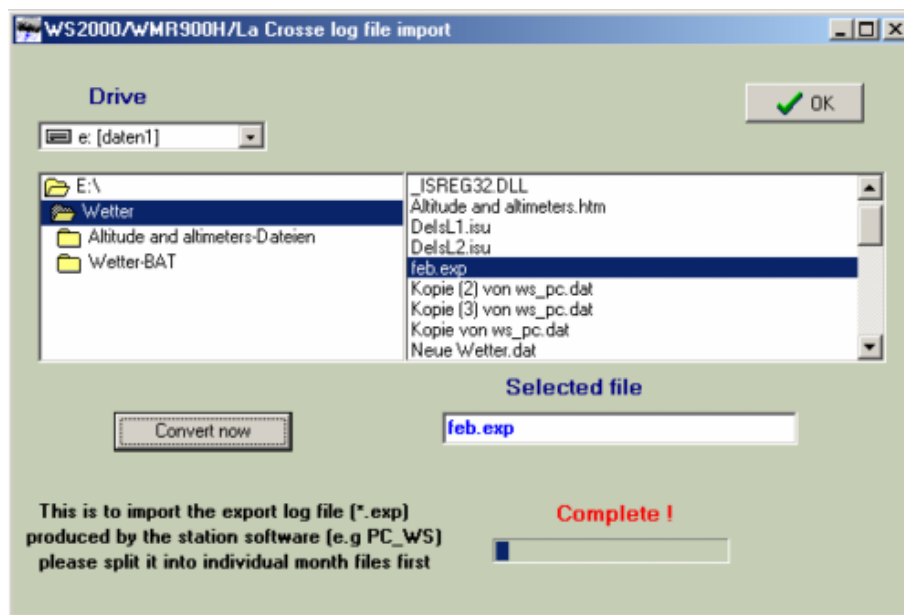 WS2000/WMR900H/La Crosse log file import
Drive
OK
e: [daten1]
E:\
Wetter
Altitude and altimeters-Dateien
Wetter-BAT
_ISREG32.DLL
Altitude and altimeters.htm
DelsL1.isu
DelsL2.isu
feb.exp
Kopie (2) von ws_pc.dat
Kopie (3) von ws_pc.dat
Kopie von ws_pc.dat
Neue Wetter.dat
Selected file
Convert now
feb.exp
This is to import the export log file (*.exp)
produced by the station software (e.g PC_WS)
please split it into individual month files first
Complete !